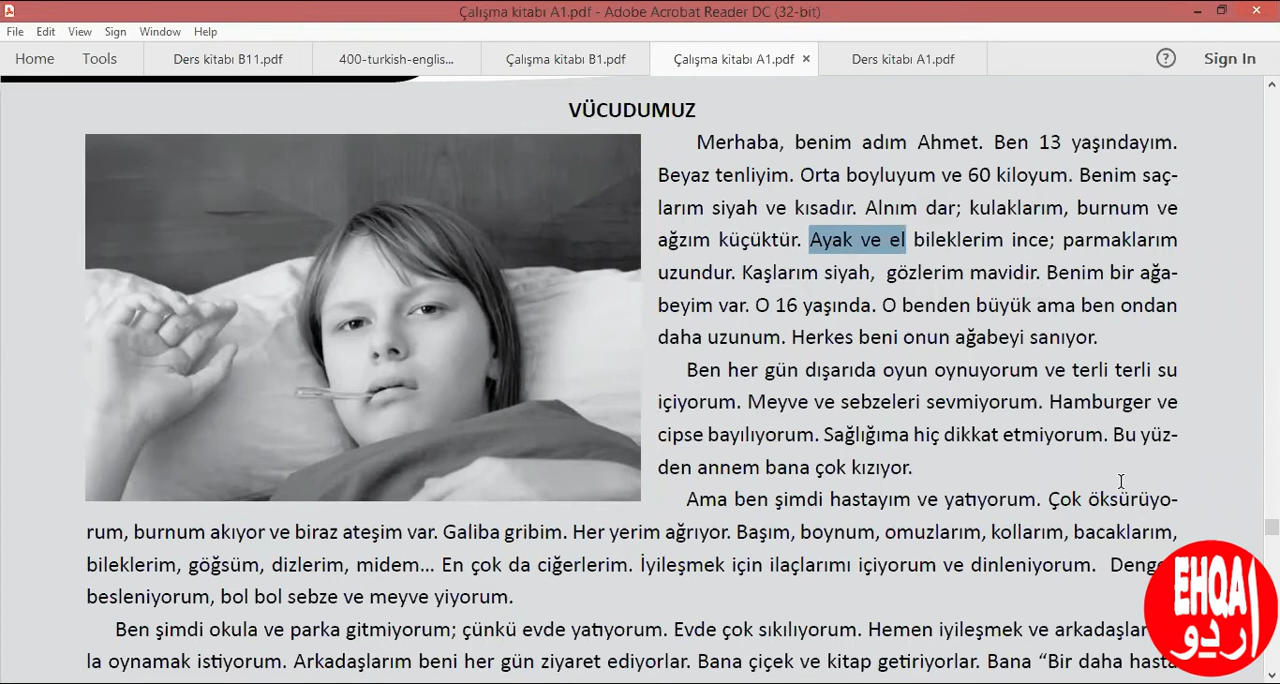 Çalışma kitabı A1.pdf - Adobe Acrobat Reader DC (32-bit)
File Edit View Sign Window Help
Home Tools Ders kitabı B11.pdf 400-turkish-englis... Çalışma kitabı B1.pdf Çalışma kitabı A1.pdf × Ders kitabı A1.pdf ? Sign In
VÜCUDUMUZ
Merhaba, benim adım Ahmet. Ben 13 yaşındayım.
Beyaz tenliyim. Orta boyluyum ve 60 kiloyum. Benim saç-
larım siyah ve kısadır. Alnım dar; kulaklarım, burnum ve
ağzım küçüktür. Ayak ve el bileklerim ince; parmaklarım
uzundur. Kaşlarım siyah, gözlerim mavidir. Benim bir ağa-
beyim var. O 16 yaşında. O benden büyük ama ben ondan
daha uzunum. Herkes beni onun ağabeyi sanıyor.
Ben her gün dışarıda oyun oynuyorum ve terli terli su
içiyorum. Meyve ve sebzeleri sevmiyorum. Hamburger ve
cipse bayılıyorum. Sağlığıma hiç dikkat etmiyorum. Bu yüz-
den annem bana çok kızıyor.
Ama ben şimdi hastayım ve yatıyorum. Çok öksürüyo-
rum, burnum akıyor ve biraz ateşim var. Galiba gribim. Her yerim ağrıyor. Başım, boynum, omuzlarım, kollarım, bacaklarım,
bileklerim, göğsüm, dizlerim, midem... En çok da ciğerlerim. İyileşmek için ilaçlarımı içiyorum ve dinleniyorum.
besleniyorum, bol bol sebze ve meyve yiyorum.
Ben şimdi okula ve parka gitmiyorum; çünkü evde yatıyorum. Evde çok sıkılıyorum. Hemen iyileşmek ve
la oynamak istiyorum. Arkadaşlarım beni her gün ziyaret ediyorlar. Bana çiçek ve kitap getiriyorlar. Bana “Bir daha hasta
EHQA
اردو